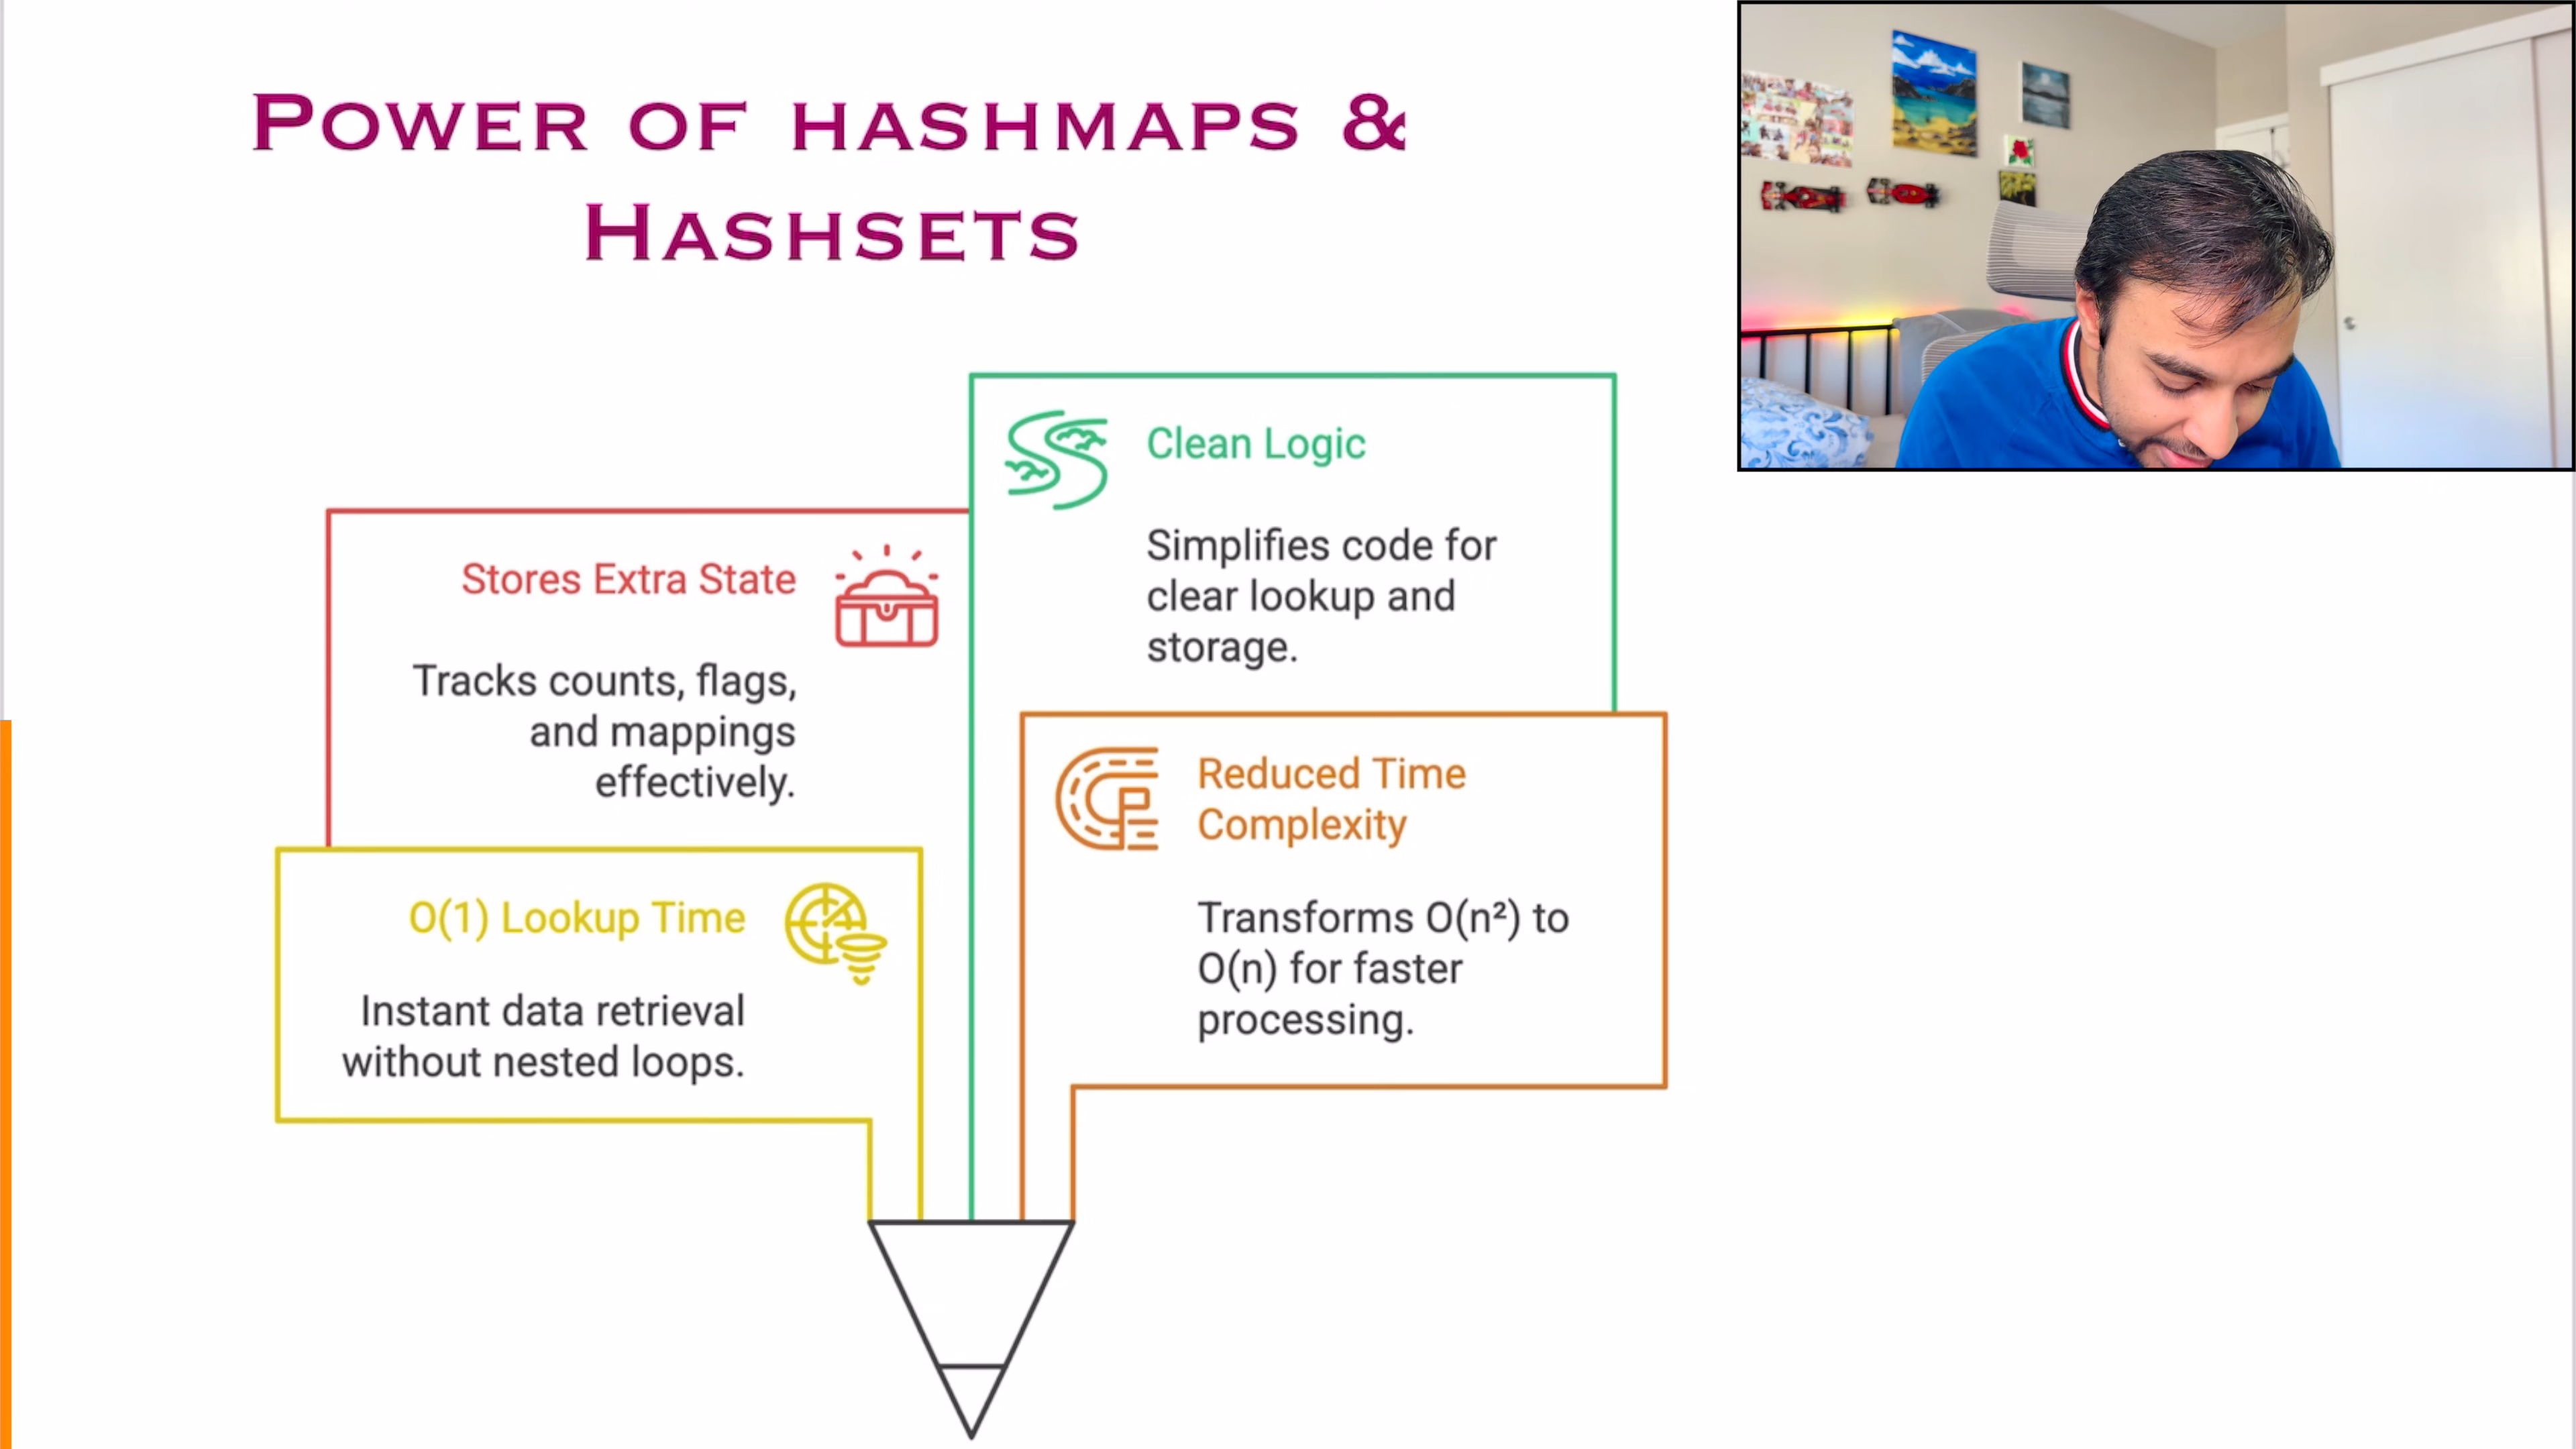 POWER OF HASHMAPS &
HASHSETS
Clean Logic
Simplifies code for
clear lookup and
storage.
Stores Extra State
Tracks counts, flags,
and mappings
effectively.
Reduced Time
Complexity
Transforms O(n²) to
O(n) for faster
processing.
O(1) Lookup Time
Instant data retrieval
without nested loops.